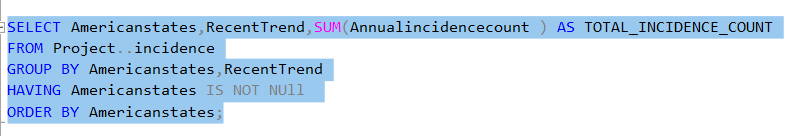 SELECT Americanstates,RecentTrend,SUM(Annualincidencecount ) AS TOTAL_INCIDENCE_COUNT
FROM Project..incidence
GROUP BY Americanstates,RecentTrend
HAVING Americanstates IS NOT NUll
ORDER BY Americanstates;